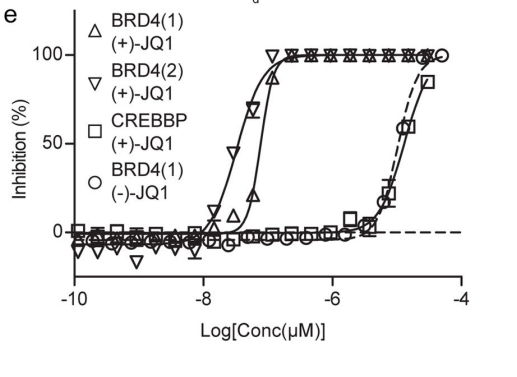 e
BRD4(1)
(+)-JQ1
BRD4(2)
(+)-JQ1
CREBBP
(+)-JQ1
BRD4(1)
(-)-JQ1
Inhibition (%)
100
50
0
-10
-8
-6
-4
Log[Conc(μM)]